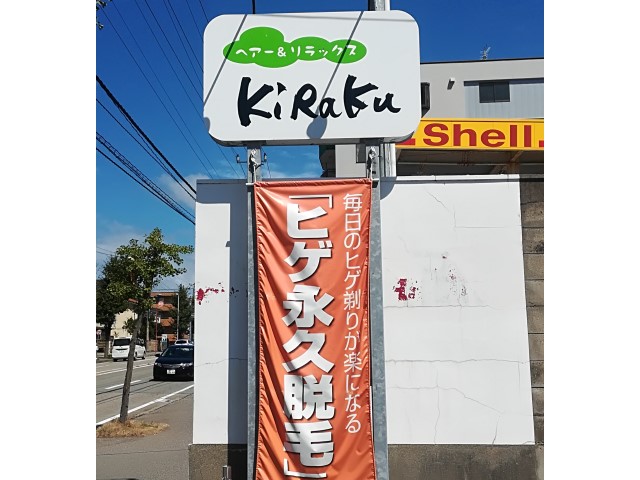 ヘアー&リラックス
KiRaKu
Shell
毎日のヒゲ剃りが楽になる
「ヒゲ永久脱毛」